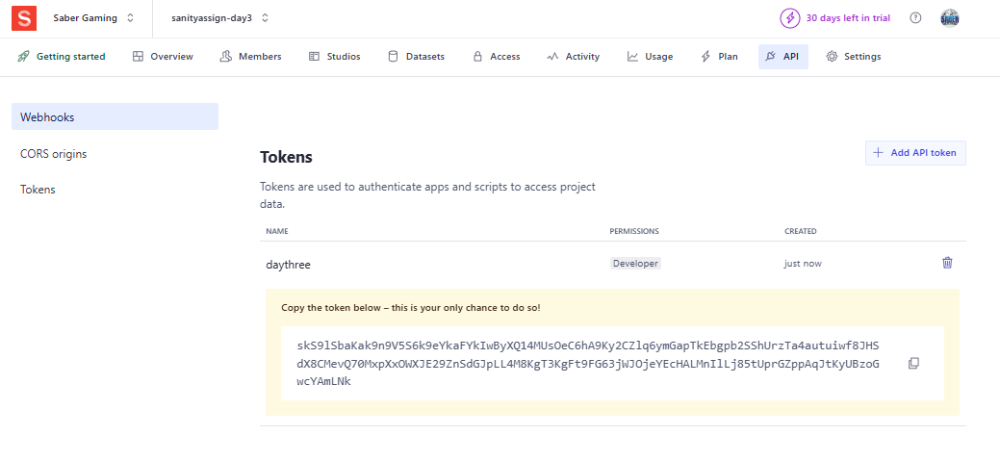 Saber Gaming
sanityassign-day3
30 days left in trial
Getting started
Overview
Members
Studios
Datasets
Access
Activity
Usage
Plan
API
Settings
Webhooks
CORS origins
Tokens
Tokens
Add API token
Tokens are used to authenticate apps and scripts to access project
data.
NAME
PERMISSIONS
CREATED
daythree
Developer
just now
Copy the token below – this is your only chance to do so!
skS9lSbaKak9n9V5S6k9eYkaFYkIwByXQ14MUsOeC6hA9Ky2CZlq6ymGapTkEbgpb2SShUrzTa4autuiwf8JHS
dX8CMevQ70MxpXxOWXJE29ZnSdGJpLL4M8KgT3KgFt9FG63jWJOjeYEcHALMnIlLj85tUprGZppAqJtKyUBzoG
wcYAmLNk